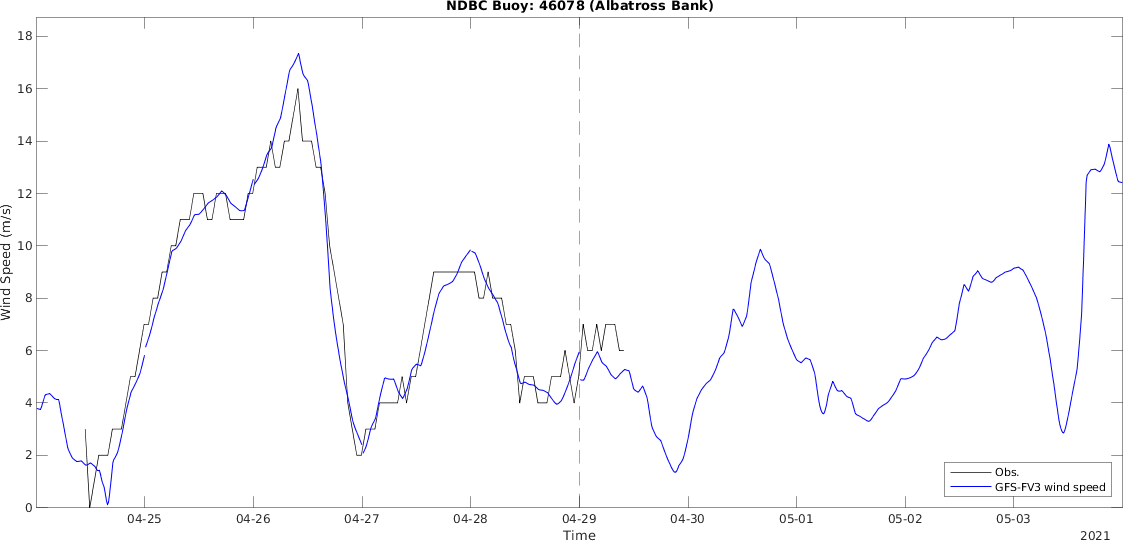 NDBC Buoy: 46078 (Albatross Bank)
18
16
14
12
10
8
6
4
2
0
Wind Speed (m/s)
04-25 04-26 04-27 04-28 04-29 04-30 05-01 05-02 05-03
Time
2021
Obs.
GFS-FV3 wind speed